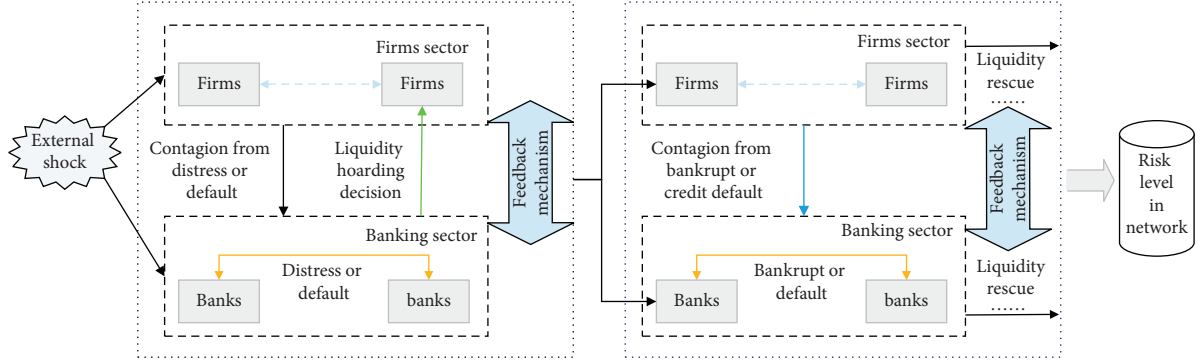 External
shock
Firms sector
Firms
Firms
Contagion from
distress or
default
Liquidity
hoarding
decision
Banking sector
Distress or
default
Banks
banks
Feedback
mechanism
Firms sector
Firms
Firms
Contagion from
bankrupt or
credit default
Banking sector
Bankrupt or
default
Banks
banks
Liquidity
rescue
......
Feedback
mechanism
Liquidity
rescue
......
Risk
level in
network